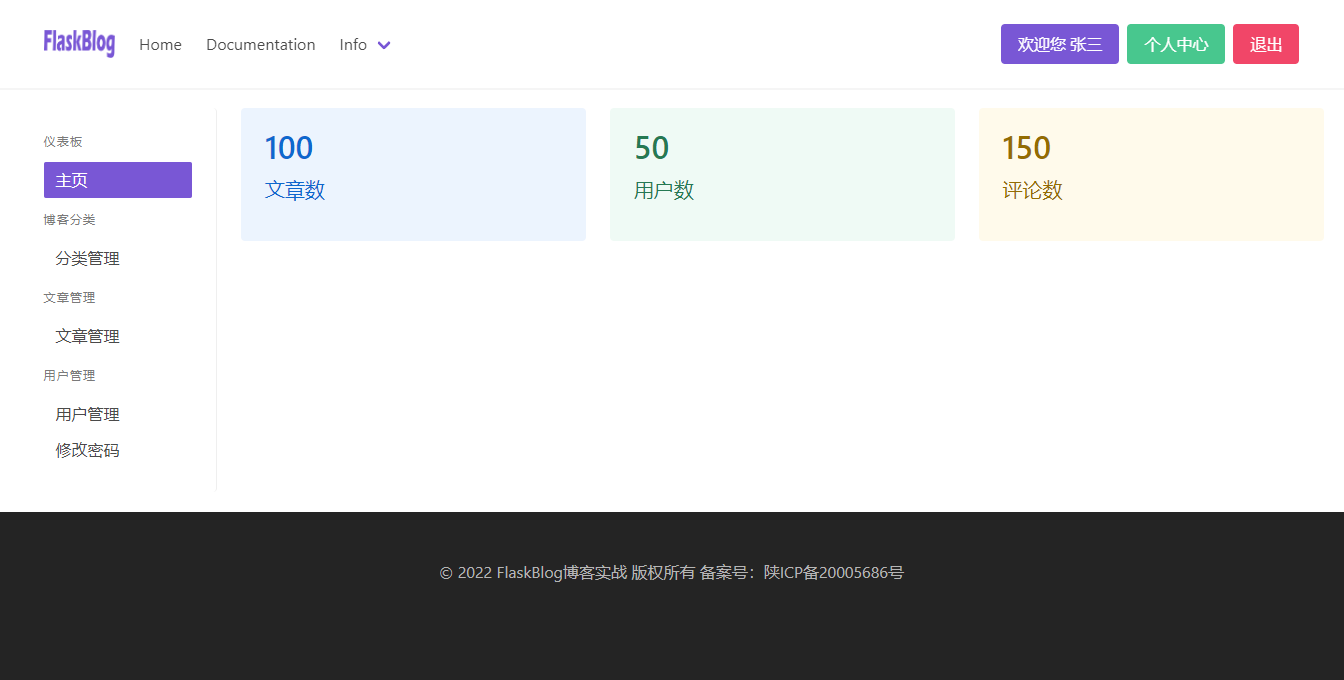 FlaskBlog Home Documentation Info 欢迎您 张三 个人中心 退出
仪表板
主页
博客分类
分类管理
文章管理
文章管理
用户管理
用户管理
修改密码
100
文章数
50
用户数
150
评论数
© 2022 FlaskBlog博客实战 版权所有 备案号：陕ICP备20005686号